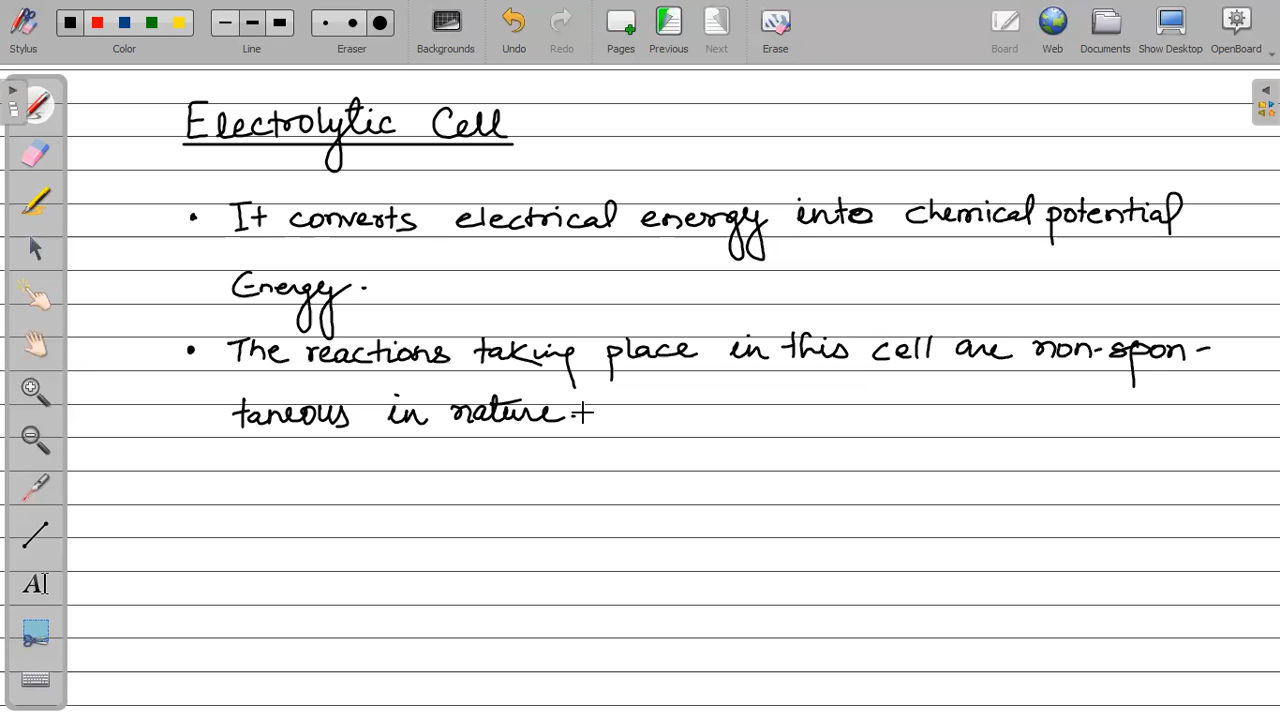 Stylus Color Line Eraser Backgrounds Undo Redo Pages Previous Next Erase Board Web Documents Show Desktop OpenBoard
Electrolytic Cell
• It converts electrical energy into chemical potential
Energy.
• The reactions taking place in this cell are non-spon-
taneous in nature.
AI